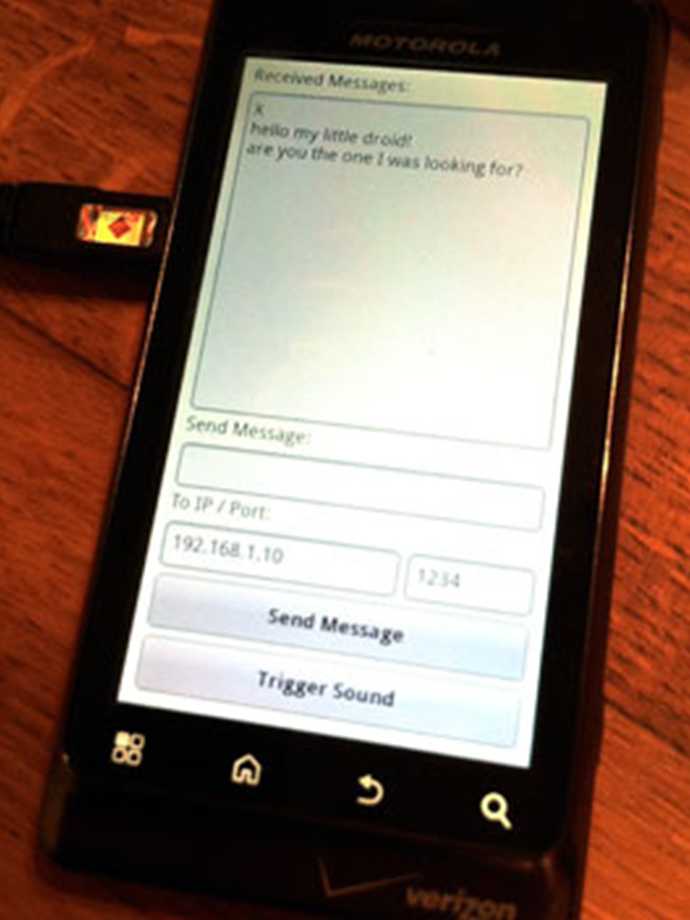 MOTOROLA
Received Messages:
x
hello my little droid!
are you the one I was looking for?
Send Message:
To IP / Port:
192.168.1.10
1234
Send Message
Trigger Sound
verizon